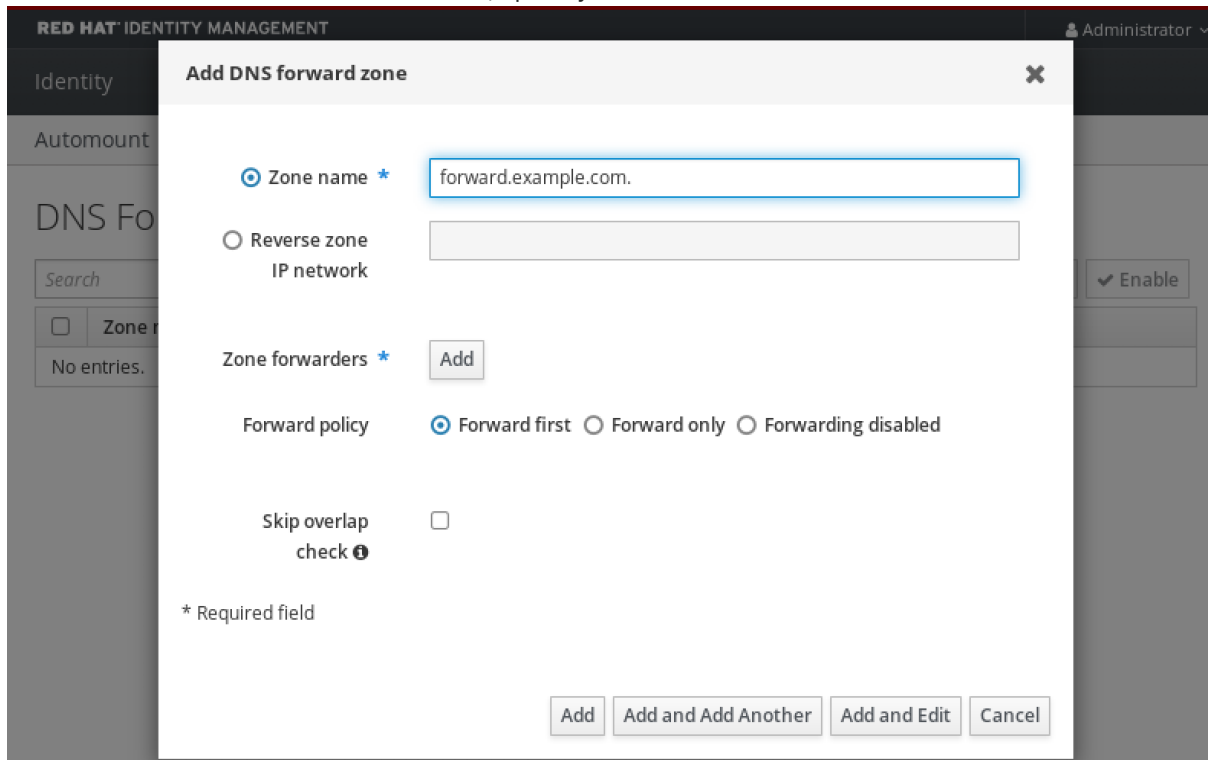 RED HAT® IDENTITY MANAGEMENT
Administrator
Identity
Add DNS forward zone
Automount
Zone name * forward.example.com.
DNS Fo
Reverse zone
IP network
Search
Enable
Zone
No entries.
Zone forwarders * Add
Forward policy Forward first Forward only Forwarding disabled
Skip overlap
check
* Required field
Add Add and Add Another Add and Edit Cancel